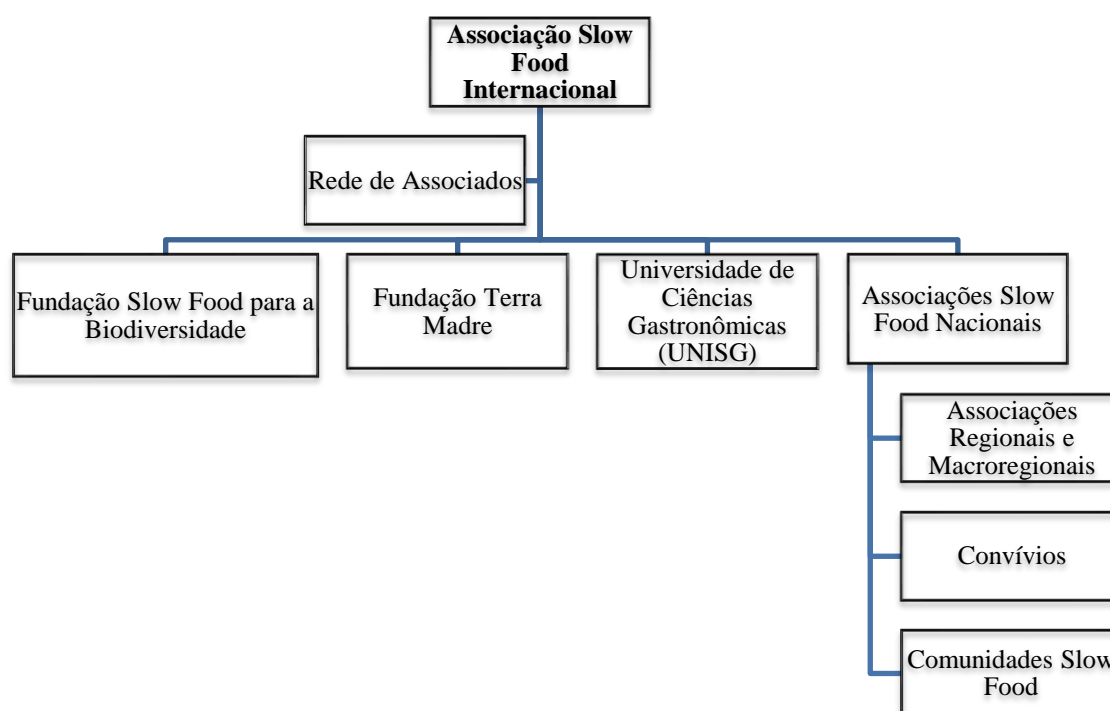 Associação Slow
Food
Internacional
Rede de Associados
Fundação Slow Food para a
Biodiversidade
Fundação Terra
Madre
Universidade de
Ciências
Gastronômicas
(UNISG)
Associações Slow
Food Nacionais
Associações
Regionais e
Macroregionais
Convívios
Comunidades Slow
Food